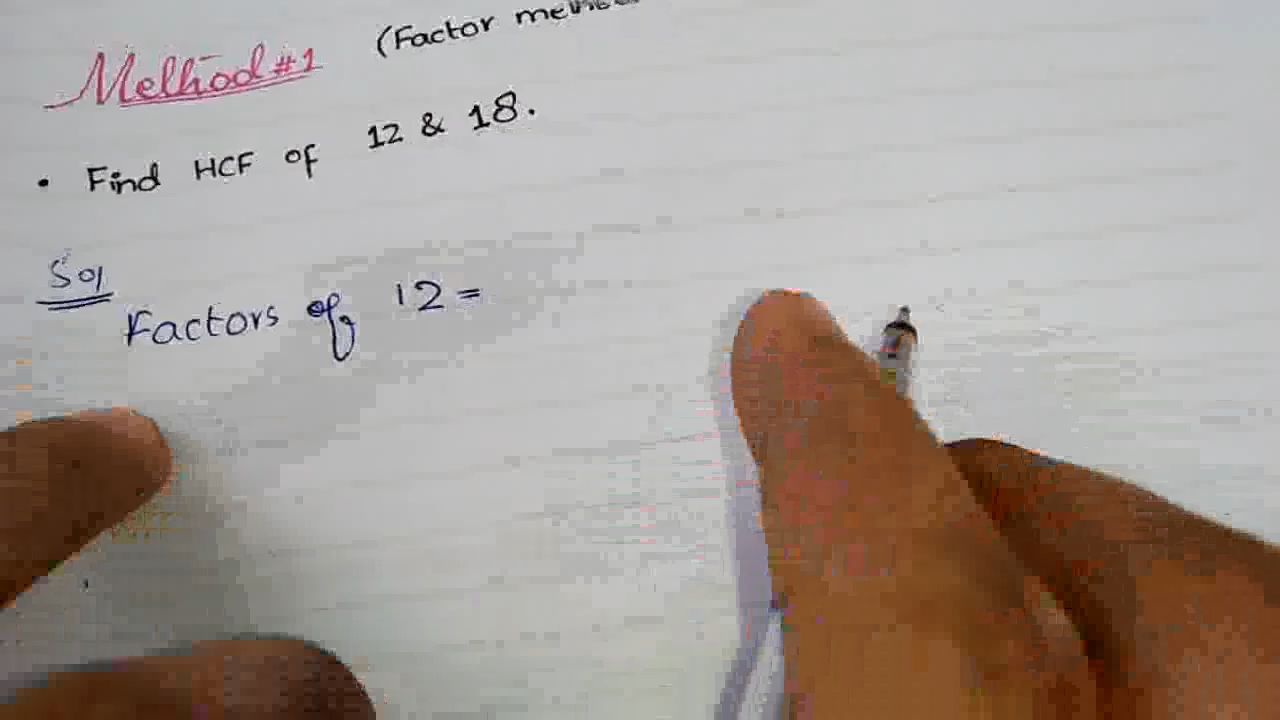 Method #1 (Factor
• Find HCF of 12 & 18.
Sol
Factors of 12 =